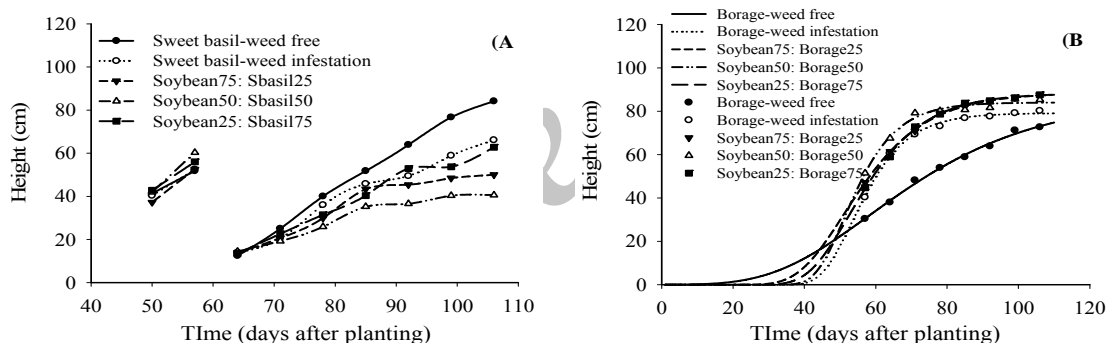 (A
Sweet basil-weed free
Sweet basil-weed infestation
Soybean75: Sbasil25
Soybean50: Sbasil50
Soybean25: Sbasil75
Height (cm)
120
100
80
60
40
20
0
40 50 60 70 80 90 100 110
TIme (days after planting)
(B
Borage-weed free
Borage-weed infestation
Soybean75: Borage25
Soybean50: Borage50
Soybean25: Borage75
Borage-weed free
Borage-weed infestation
Soybean75: Borage25
Soybean50: Borage50
Soybean25: Borage75
Height (cm)
120
100
80
60
40
20
0
0 20 40 60 80 100 120
TIme (days after planting)